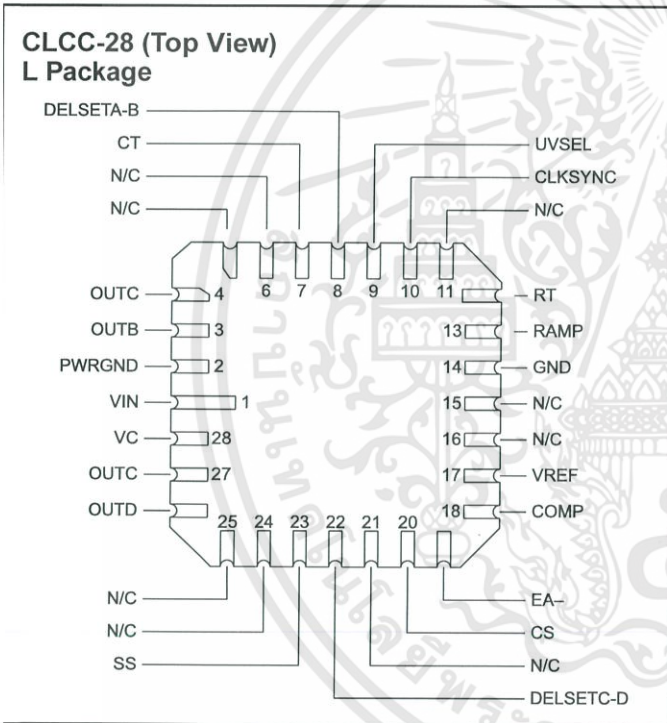 CLCC-28 (Top View)
L Package
DELSETA-B
CT
N/C
N/C
UVSEL
CLKSYNC
N/C
6 7 8 9 10 11
OUTC 4
OUTB 3
PWRGND 2
VIN 1
VC 28
OUTC 27
OUTD
RT
13 RAMP
14 GND
15 N/C
16 N/C
17 VREF
18 COMP
25 24 23 22 21 20
N/C
N/C
SS
EA–
CS
N/C
DELSETC-D